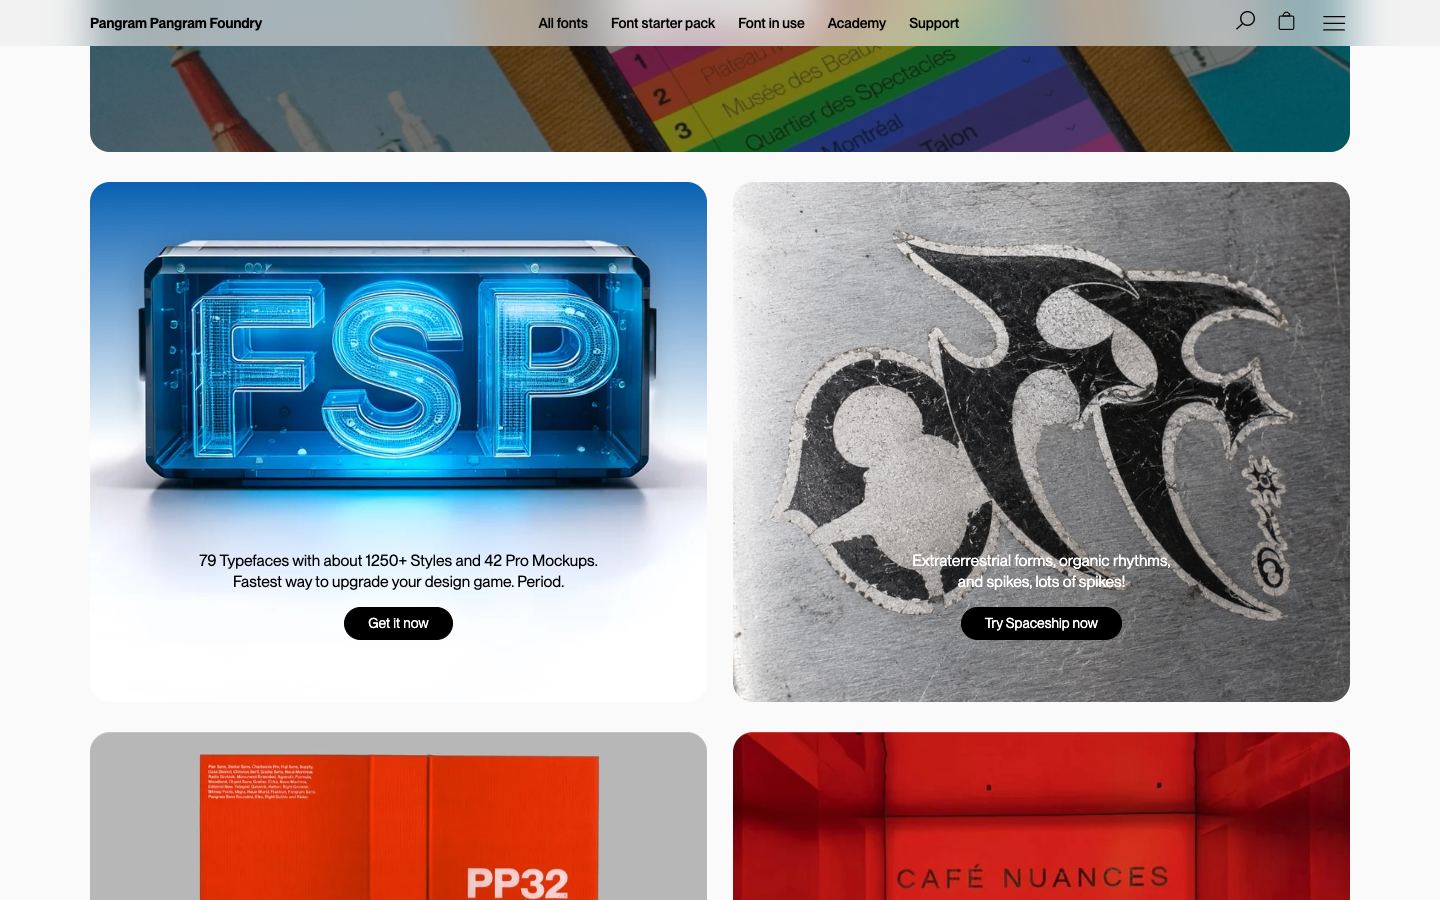 Pangram Pangram Foundry
All fonts
Font starter pack
Font in use
Academy
Support
1 Plateau
2 Musée des Beaux
3 Quartier des Spectacles
Montréal
Talon
FSP
79 Typefaces with about 1250+ Styles and 42 Pro Mockups.
Fastest way to upgrade your design game. Period.
Get it now
Extraterrestrial forms, organic rhythms,
and spikes, lots of spikes!
Try Spaceship now
PP32
CAFÉ NUANCES